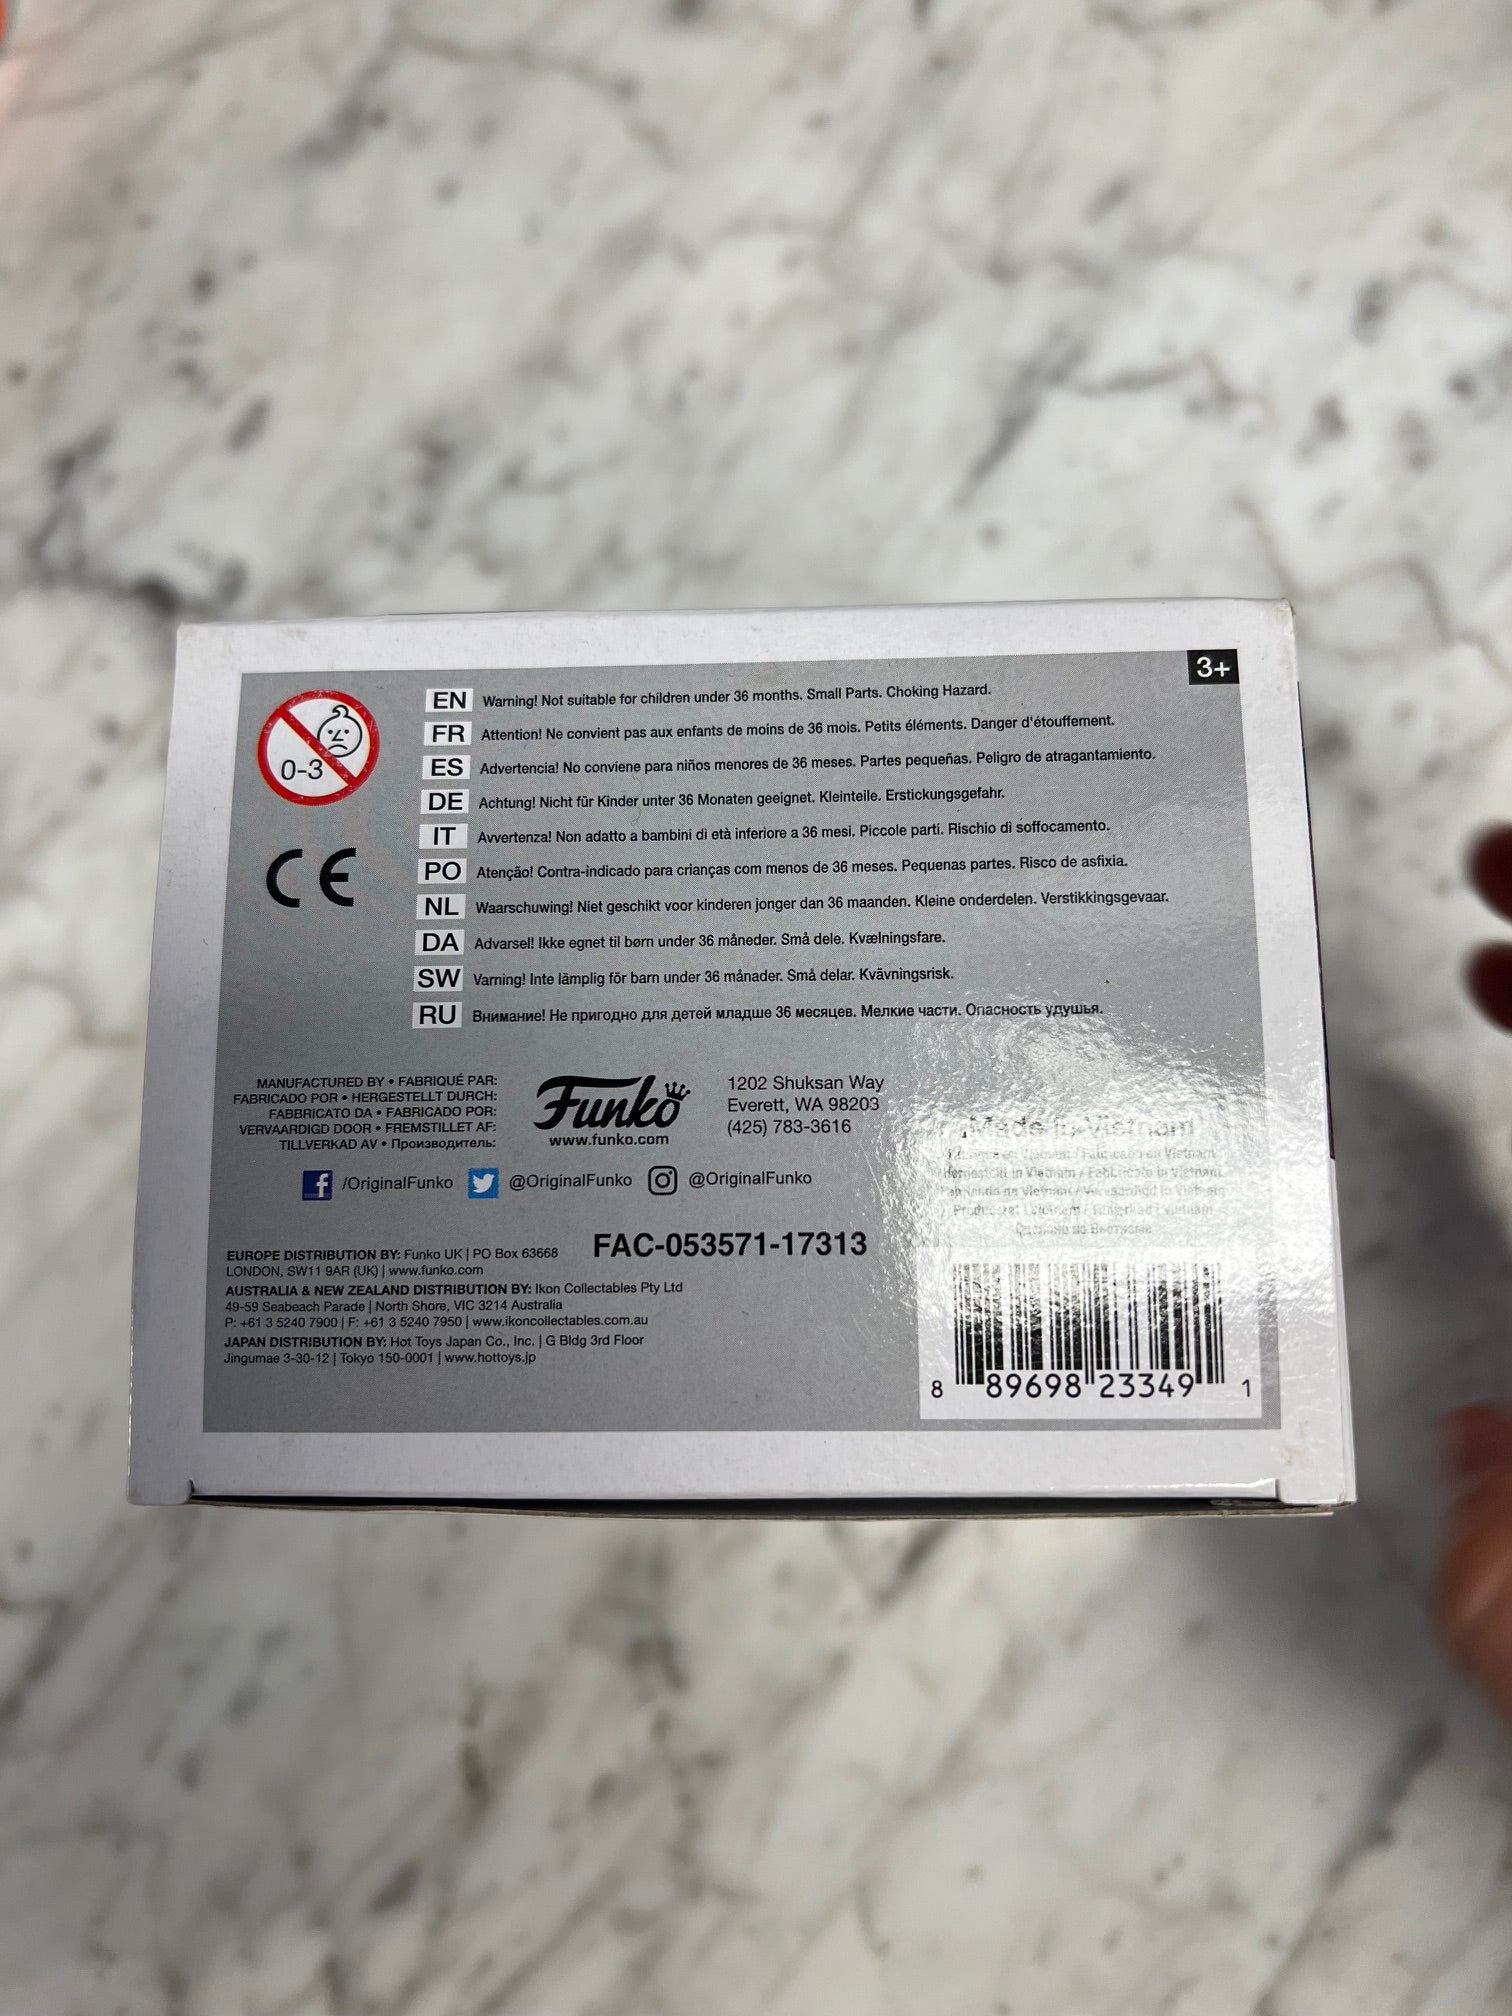 3+
0-3
EN Warning! Not suitable for children under 36 months. Small Parts. Choking Hazard.
FR Attention! Ne convient pas aux enfants de moins de 36 mois. Petits éléments. Danger d'étouffement.
ES Advertencia! No conviene para niños menores de 36 meses. Partes pequeñas. Peligro de atragantamiento.
DE Achtung! Nicht für Kinder unter 36 Monaten geeignet. Kleinteile. Erstickungsgefahr.
IT Avvertenza! Non adatto a bambini di età inferiore a 36 mesi. Piccole parti. Rischio di soffocamento.
PO Atenção! Contra-indicado para crianças com menos de 36 meses. Pequenas partes. Risco de asfixia.
NL Waarschuwing! Niet geschikt voor kinderen jonger dan 36 maanden. Kleine onderdelen. Verstikkingsgevaar.
DA Advarsel! Ikke egnet til børn under 36 måneder. Små dele. Kvælningsfare.
SW Varning! Inte lämplig för barn under 36 månader. Små delar. Kvävningsrisk.
RU Внимание! Не пригодно для детей младше 36 месяцев. Мелкие части. Опасность удушья.
CE
MANUFACTURED BY • FABRIQUÉ PAR:
FABRICADO POR • HERGESTELLT DURCH:
FABBRICATO DA • FABRICADO POR:
VERVAARDIGD DOOR • FREMSTILLET AF:
TILLVERKAD AV • Производитель:
Funko
www.funko.com
1202 Shuksan Way
Everett, WA 98203
(425) 783-3616
/OriginalFunko @OriginalFunko @OriginalFunko
Made in Vietnam
FAC-053571-17313
EUROPE DISTRIBUTION BY: Funko UK | PO Box 63668
LONDON, SW11 9AR (UK) | www.funko.com
AUSTRALIA & NEW ZEALAND DISTRIBUTION BY: Ikon Collectables Pty Ltd
49-59 Seabeach Parade | North Shore, VIC 3214 Australia
P: +61 3 5240 7900 | F: +61 3 5240 7950 | www.ikoncollectables.com.au
JAPAN DISTRIBUTION BY: Hot Toys Japan Co., Inc. | G Bldg 3rd Floor
Jingumae 3-30-12 | Tokyo 150-0001 | www.hottoys.jp
8 89698 23349 1